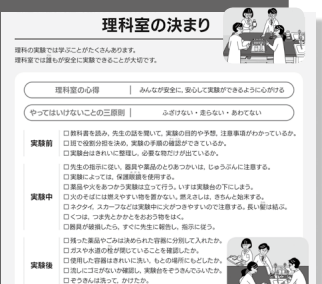 理科室の決まり
理科の実験では学ぶことがたくさんあります。
理科室では誰もが安全に実験できることが大切です。
理科室の心得 みんなが安全に、安心して実験ができるように心がける
やってはいけないことの三原則 ふざけない・走らない・あわてない
実験前
□教科書を読み、先生の話を聞いて、実験の目的や予想、注意事項がわかっているか。
□班で役割分担を決め、実験の手順の確認ができているか。
□実験台はきれいに整理し、必要な物だけが出ているか。
実験中
□先生の指示に従い、器具や薬品のとりあつかいは、じゅうぶんに注意する。
□実験によっては、保護眼鏡を使用する。
□薬品や火をあつかう実験は立って行う。いすは実験台の下にしまう。
□火のそばには燃えやすい物を置かない。燃えさしは、きちんと始末する。
□ネクタイ、スカーフなどは実験中に火がつきやすいので注意する。長い髪は結ぶ。
□くつは、つま先とかかとをおおう物をはく。
□器具が破損したら、すぐに先生に報告し、指示に従う。
実験後
□残った薬品やごみは決められた容器に分別して入れたか。
□ガスや水道の栓が閉じていることを確認したか。
□使用した容器はきれいに洗い、もとの場所にもどしたか。
□流しにゴミがないか確認し、実験台をぞうきんでふいたか。
□ぞうきんは洗って、かけたか。